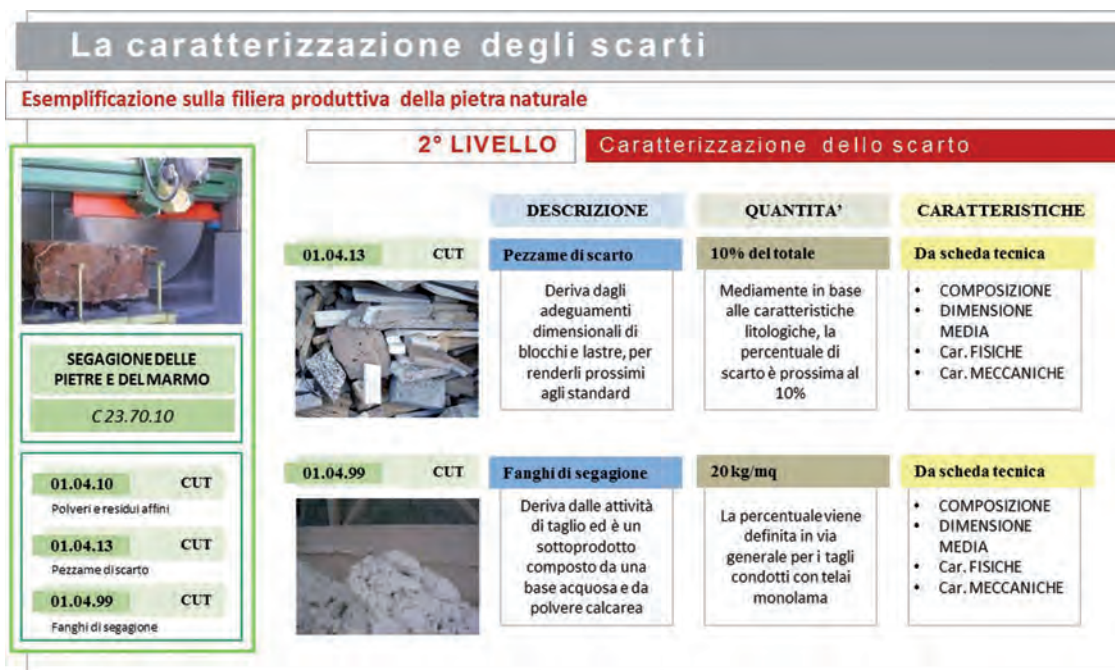 La caratterizzazione degli scarti
Esemplificazione sulla filiera produttiva della pietra naturale
2° LIVELLO
Caratterizzazione dello scarto
SEGAGIONE DELLE
PIETRE E DEL MARMO
C 23.70.10
01.04.10 CUT
Polveri e residui affini
01.04.13 CUT
Pezzame di scarto
01.04.99 CUT
Fanghi di segagione
DESCRIZIONE
QUANTITA'
CARATTERISTICHE
01.04.13 CUT
Pezzame di scarto
Deriva dagli
adeguamenti
dimensionali di
blocchi e lastre, per
renderli prossimi
agli standard
10% del totale
Mediamente in base
alle caratteristiche
litologiche, la
percentuale di
scarto è prossima al
10%
Da scheda tecnica
• COMPOSIZIONE
• DIMENSIONE
MEDIA
• Car. FISICHE
• Car. MECCANICHE
01.04.99 CUT
Fanghi di segagione
Deriva dalle attività
di taglio ed è un
sottoprodotto
composto da una
base acquosa e da
polvere calcarea
20 kg/mq
La percentuale viene
definita in via
generale per i tagli
condotti con telai
monolama
Da scheda tecnica
• COMPOSIZIONE
• DIMENSIONE
MEDIA
• Car. FISICHE
• Car. MECCANICHE